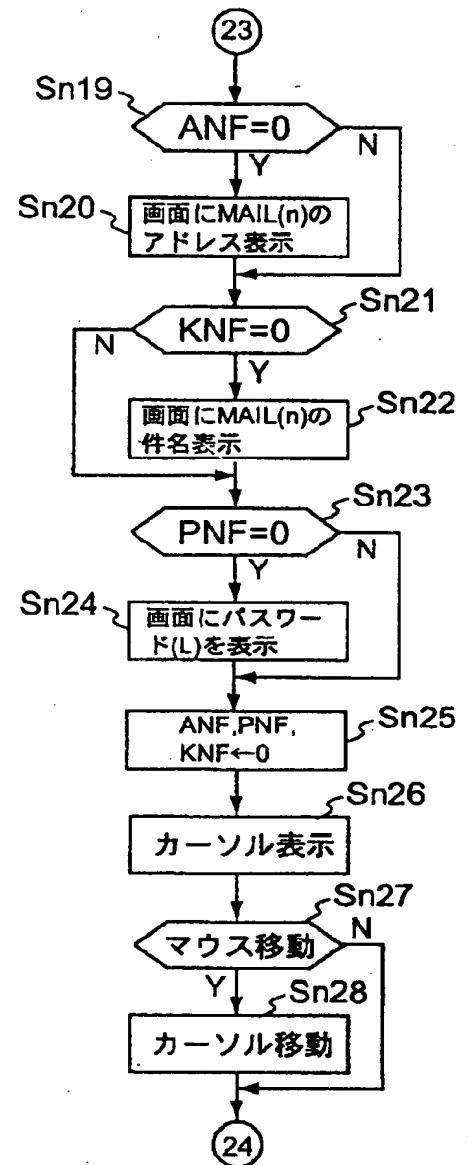 23
Sn19
ANF=0
N
Y
Sn20
画面にMAIL(n)の
アドレス表示
Sn21
KNF=0
N
Y
Sn22
画面にMAIL(n)の
件名表示
Sn23
PNF=0
N
Y
Sn24
画面にパスワー
ド(L)を表示
Sn25
ANF,PNF,
KNF←0
Sn26
カーソル表示
Sn27
マウス移動
N
Y
Sn28
カーソル移動
24